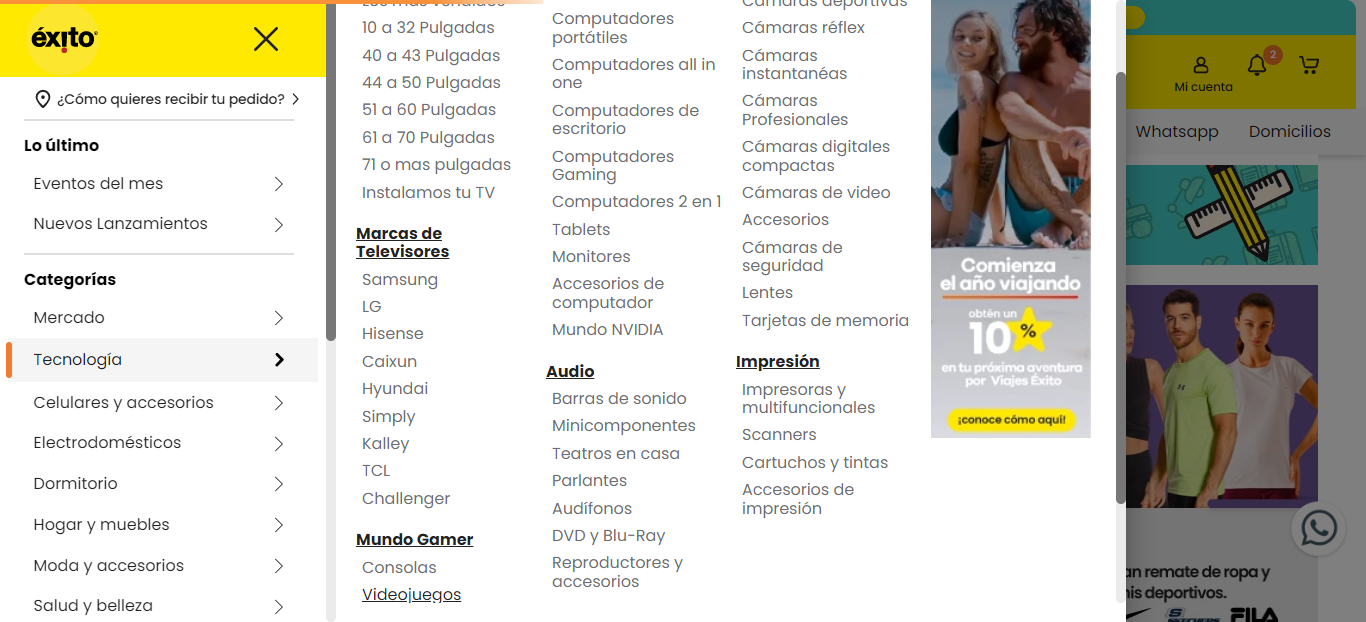 éxito
¿Cómo quieres recibir tu pedido?
Lo último
Eventos del mes
Nuevos Lanzamientos
Categorías
Mercado
Tecnología
Celulares y accesorios
Electrodomésticos
Dormitorio
Hogar y muebles
Moda y accesorios
Salud y belleza
10 a 32 Pulgadas
40 a 43 Pulgadas
44 a 50 Pulgadas
51 a 60 Pulgadas
61 a 70 Pulgadas
71 o mas pulgadas
Instalamos tu TV
Marcas de
Televisores
Samsung
LG
Hisense
Caixun
Hyundai
Simply
Kalley
TCL
Challenger
Mundo Gamer
Consolas
Videojuegos
Computadores
portátiles
Computadores all in
one
Computadores de
escritorio
Computadores
Gaming
Computadores 2 en 1
Tablets
Monitores
Accesorios de
computador
Mundo NVIDIA
Audio
Barras de sonido
Minicomponentes
Teatros en casa
Parlantes
Audífonos
DVD y Blu-Ray
Reproductores y
accesorios
Cámaras deportivas
Cámaras réflex
Cámaras
instantanéas
Cámaras
Profesionales
Cámaras digitales
compactas
Cámaras de video
Accesorios
Cámaras de
seguridad
Lentes
Tarjetas de memoria
Impresión
Impresoras y
multifuncionales
Scanners
Cartuchos y tintas
Accesorios de
impresión
Comienza
el año viajando
obtén un
10%
en tu próxima aventura
por Viajes Éxito
¡conoce cómo aquí!
2
Mi cuenta
Whatsapp
Domicilios
an remate de ropa y
nis deportivos.
SKECHERS
FILA